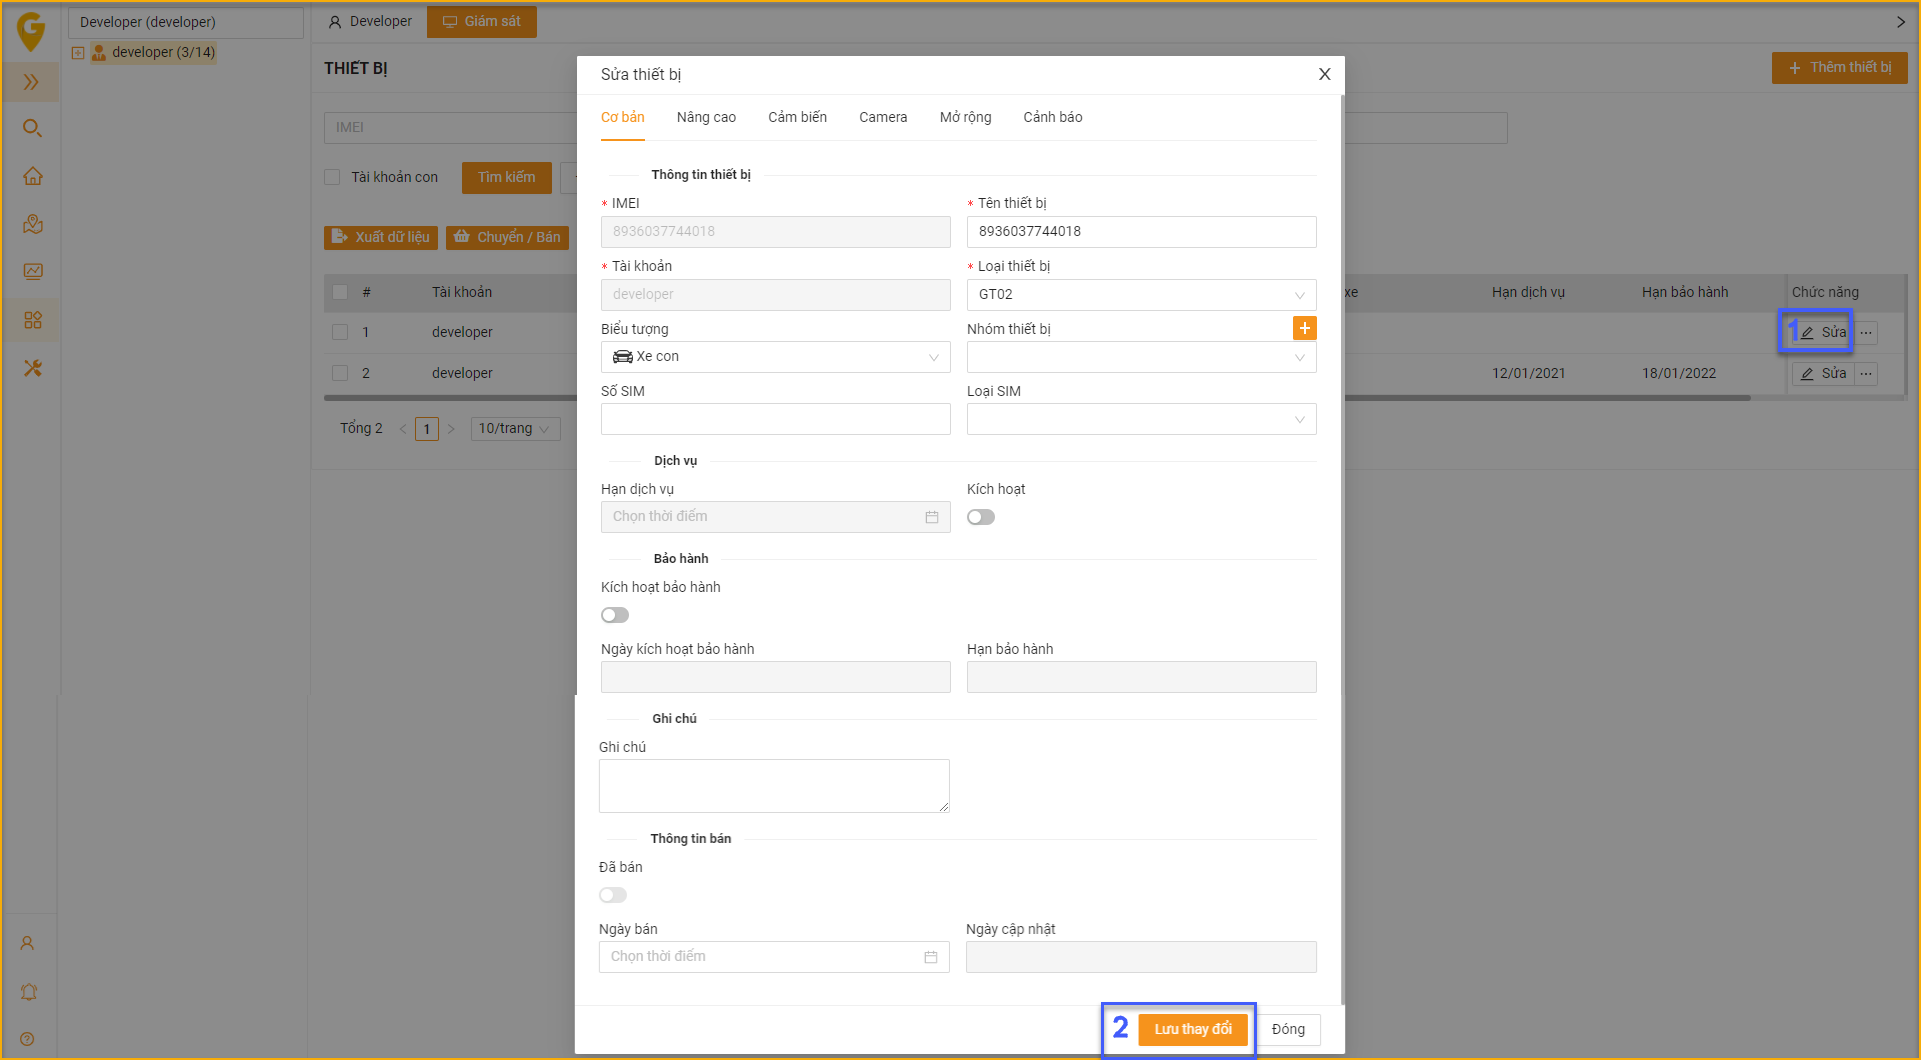 Developer (developer)
developer (3/14)
Developer
Giám sát
THIẾT BỊ
Thêm thiết bị
IMEI
Tài khoản con
Tìm kiếm
Xuất dữ liệu
Chuyển / Bán
#
Tài khoản
xe
Hạn dịch vụ
Hạn bảo hành
Chức năng
1
developer
1
Sửa
2
developer
12/01/2021
18/01/2022
Sửa
Tổng 2
1
10/trang
Sửa thiết bị
X
Cơ bản
Nâng cao
Cảm biến
Camera
Mở rộng
Cảnh báo
Thông tin thiết bị
* IMEI
* Tên thiết bị
8936037744018
8936037744018
* Tài khoản
* Loại thiết bị
developer
GT02
Biểu tượng
Nhóm thiết bị
Xe con
Số SIM
Loại SIM
Dịch vụ
Hạn dịch vụ
Kích hoạt
Chọn thời điểm
Bảo hành
Kích hoạt bảo hành
Ngày kích hoạt bảo hành
Hạn bảo hành
Ghi chú
Ghi chú
Thông tin bán
Đã bán
Ngày bán
Ngày cập nhật
Chọn thời điểm
2
Lưu thay đổi
Đóng